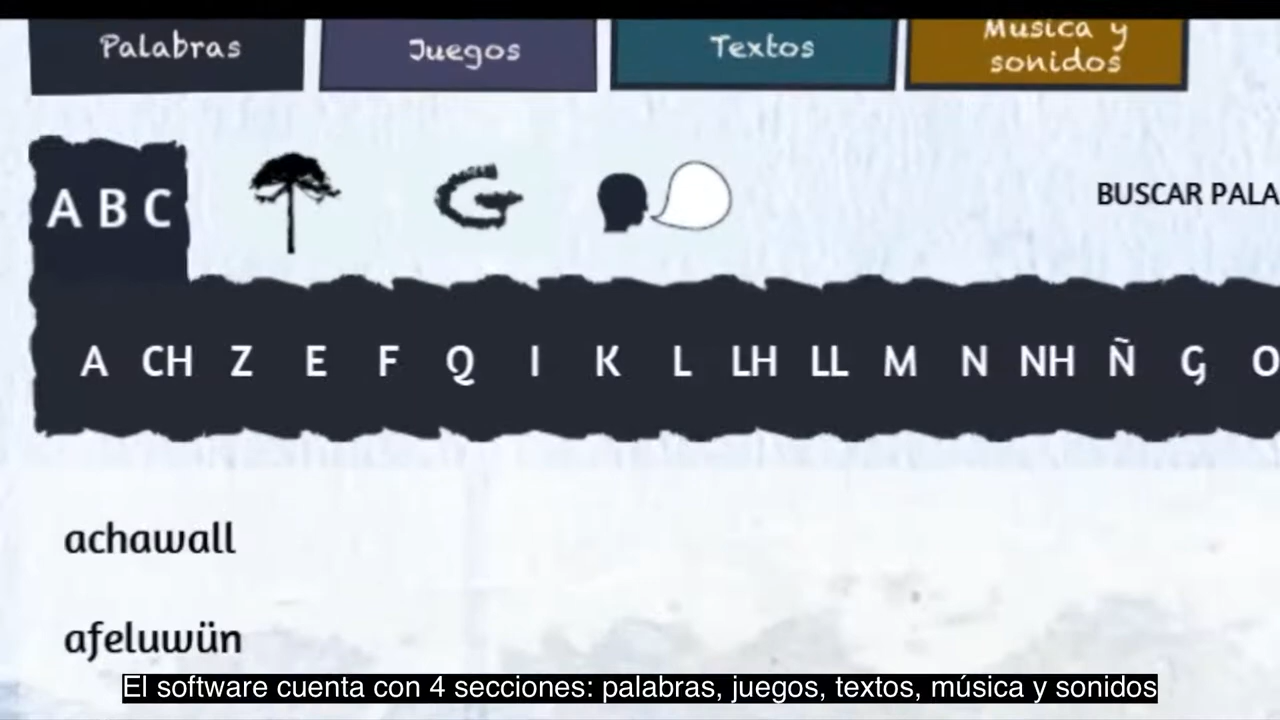 Palabras
Juegos
Textos
Musica y
sonidos
A B C
BUSCAR PALA
A CH Z E F Q I K L LH LL M N NH Ñ G O
achawall
afeluwün
El software cuenta con 4 secciones: palabras, juegos, textos, música y sonidos